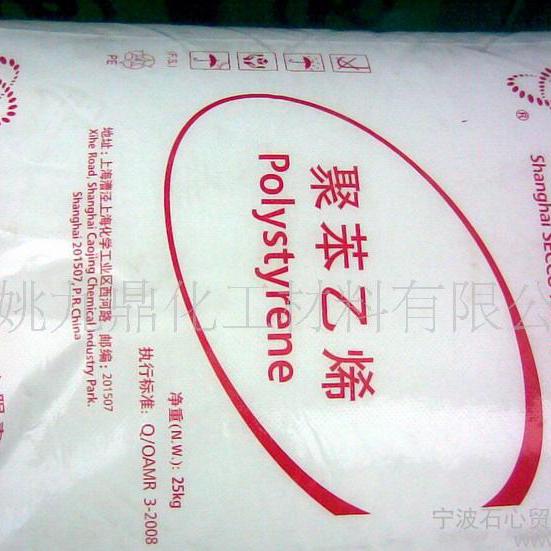 Shanghai SECCO
聚苯乙烯
Polystyrene
净重(N.W.): 25kg
执行标准: Q/OAMR 3-2008
地址: 上海漕泾上海化学工业区西河路 邮编: 201507
Xihe Road, Shanghai Caojing Chemical Industry Park.
Shanghai 201507, P.R.China
PE
(F.S.)
®
姚九鼎化工材料有限公
宁波石心贸
www.